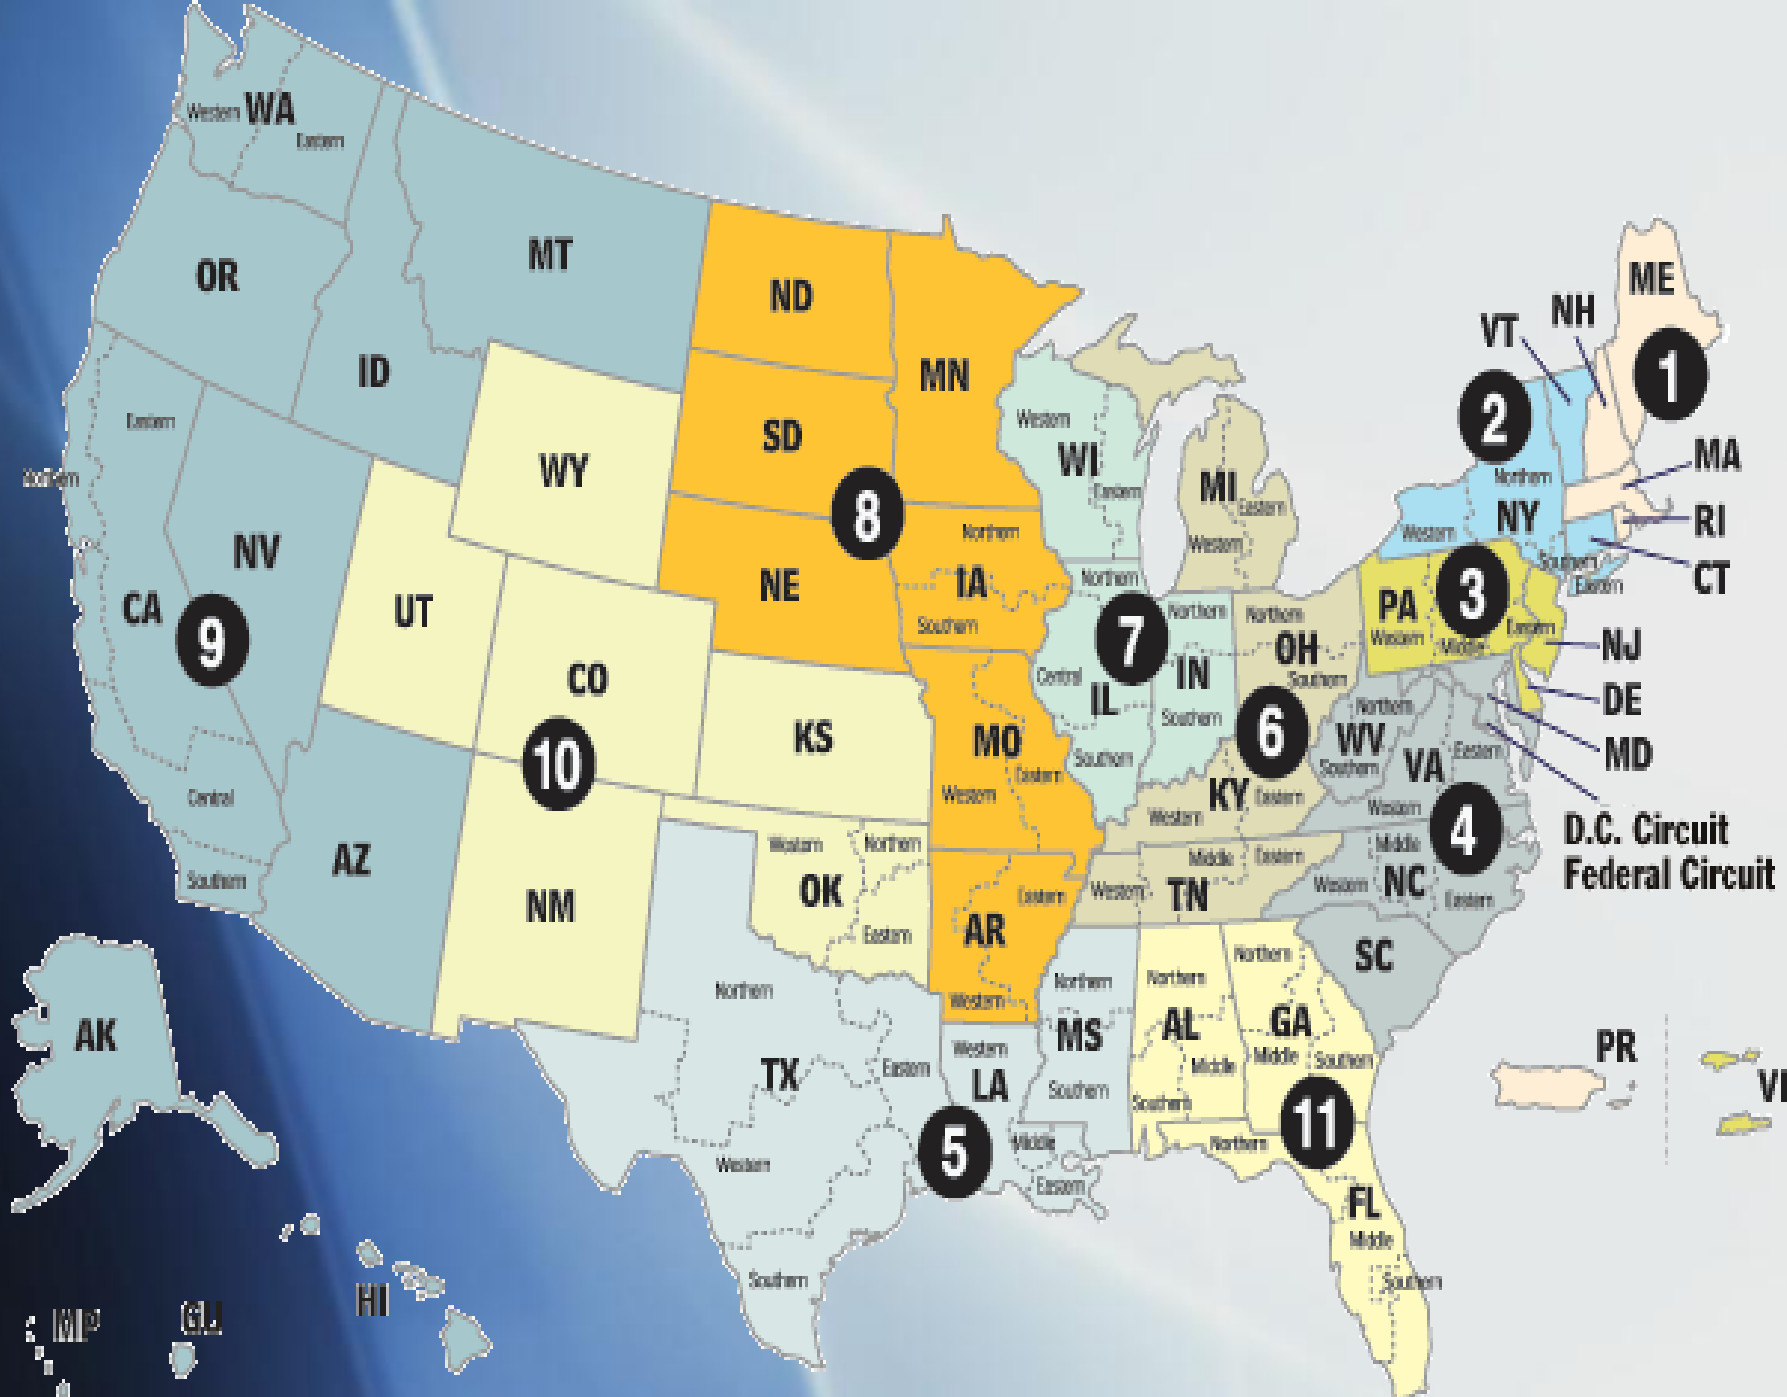 WA
Western
Eastern
MT
OR
ID
ND
MN
SD
WY
8
Eastern
Northern
NV
CA
9
UT
CO
10
NE
KS
Northern
IA
Southern
MO
Western
Eastern
Western
WI
Eastern
MI
Eastern
Western
Northern
7
Central
IL
Southern
Northern
IN
Southern
Northern
OH
Southern
6
KY
Western
Eastern
Middle
Eastern
Western
TN
ME
NH
VT
1
2
Northern
NY
Western
Southern
Eastern
MA
RI
CT
3
PA
Western
Middle
Eastern
NJ
DE
MD
D.C. Circuit
Federal Circuit
Northern
WV
Southern
VA
Eastern
Western
4
Middle
NC
Western
Eastern
SC
Central
Southern
AZ
NM
Western
Northern
OK
Eastern
AR
Eastern
Western
Northern
TX
Eastern
Western
Southern
Western
LA
5
Middle
Eastern
Northern
MS
Southern
Northern
AL
Middle
Southern
Northern
GA
Middle
Southern
11
Northern
FL
Middle
Southern
PR
VI
AK
HI
GU
MP